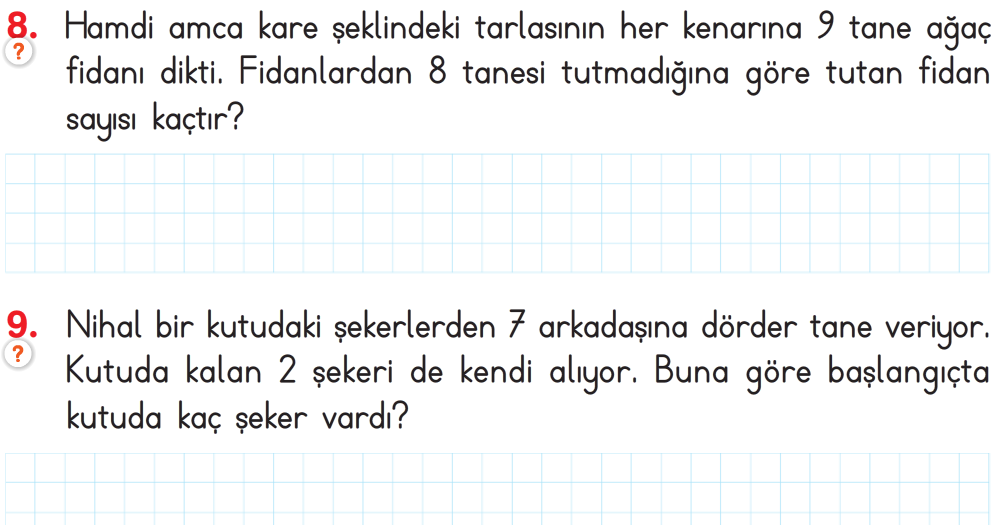 8. Hamdi amca kare şeklindeki tarlasının her kenarına 9 tane ağaç
? fidanı dikti. Fidanlardan 8 tanesi tutmadığına göre tutan fidan
sayısı kaçtır?
9. Nihal bir kutudaki şekerlerden 7 arkadaşına dörder tane veriyor.
? Kutuda kalan 2 şekeri de kendi alıyor. Buna göre başlangıçta
kutuda kaç şeker vardı?